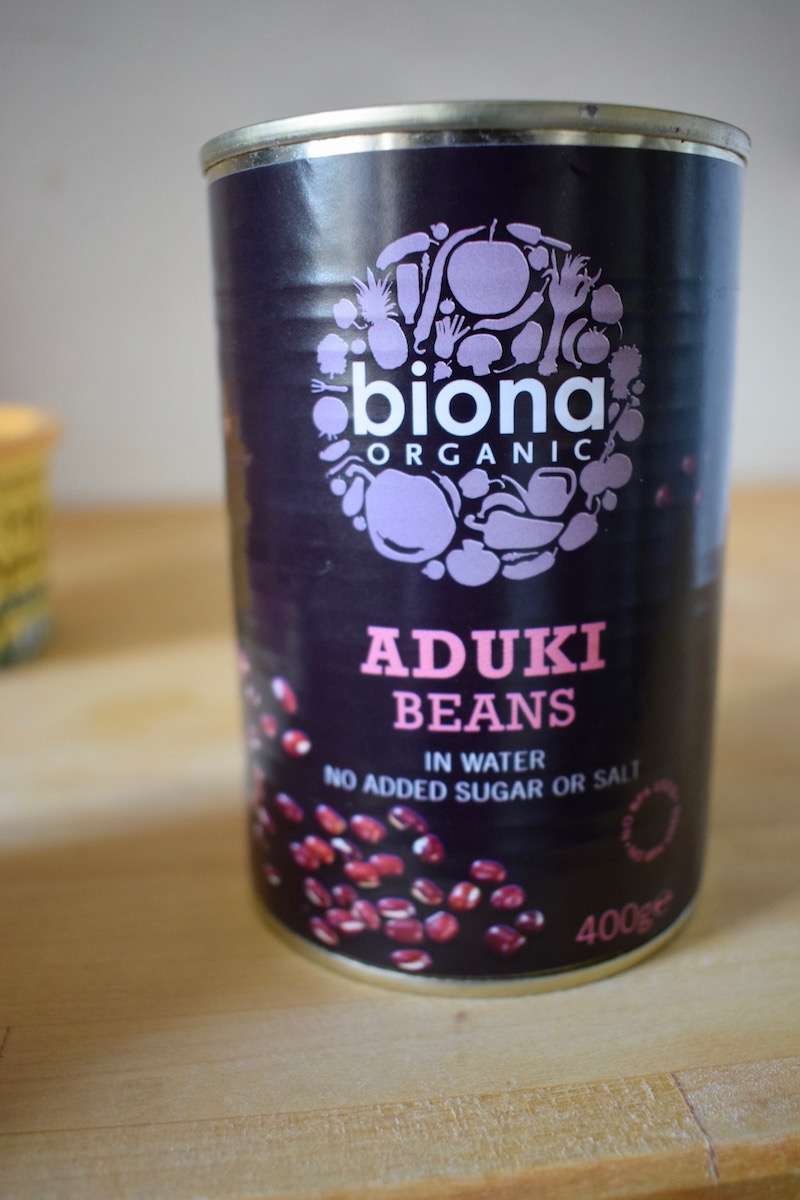 biona
ORGANIC
ADUKI
BEANS
IN WATER
NO ADDED SUGAR OR SALT
400g℮